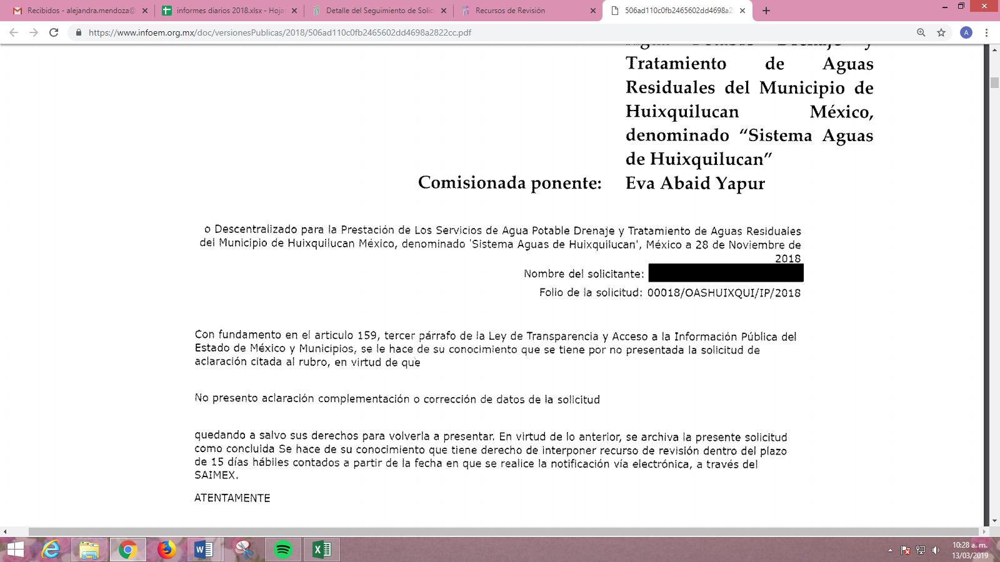 Recibidos - alejandra.mendoza@
informes diarios 2018.xlsx - Hoja
Detalle del Seguimiento de Solic
Recursos de Revisión
506ad110c0fb2465602dd4698a2
https://www.infoem.org.mx/doc/versionesPublicas/2018/506ad110c0fb2465602dd4698a2822cc.pdf
A
Agua Potable Drenaje y
Tratamiento de Aguas
Residuales del Municipio de
Huixquilucan México,
denominado “Sistema Aguas
de Huixquilucan”
Comisionada ponente: Eva Abaid Yapur
o Descentralizado para la Prestación de Los Servicios de Agua Potable Drenaje y Tratamiento de Aguas Residuales
del Municipio de Huixquilucan México, denominado 'Sistema Aguas de Huixquilucan', México a 28 de Noviembre de
2018
Nombre del solicitante:
Folio de la solicitud: 00018/OASHUIXQUI/IP/2018
Con fundamento en el articulo 159, tercer párrafo de la Ley de Transparencia y Acceso a la Información Pública del
Estado de México y Municipios, se le hace de su conocimiento que se tiene por no presentada la solicitud de
aclaración citada al rubro, en virtud de que
No presento aclaración complementación o corrección de datos de la solicitud
quedando a salvo sus derechos para volverla a presentar. En virtud de lo anterior, se archiva la presente solicitud
como concluida Se hace de su conocimiento que tiene derecho de interponer recurso de revisión dentro del plazo
de 15 días hábiles contados a partir de la fecha en que se realice la notificación vía electrónica, a través del
SAIMEX.
ATENTAMENTE
10:28 a. m.
13/03/2019